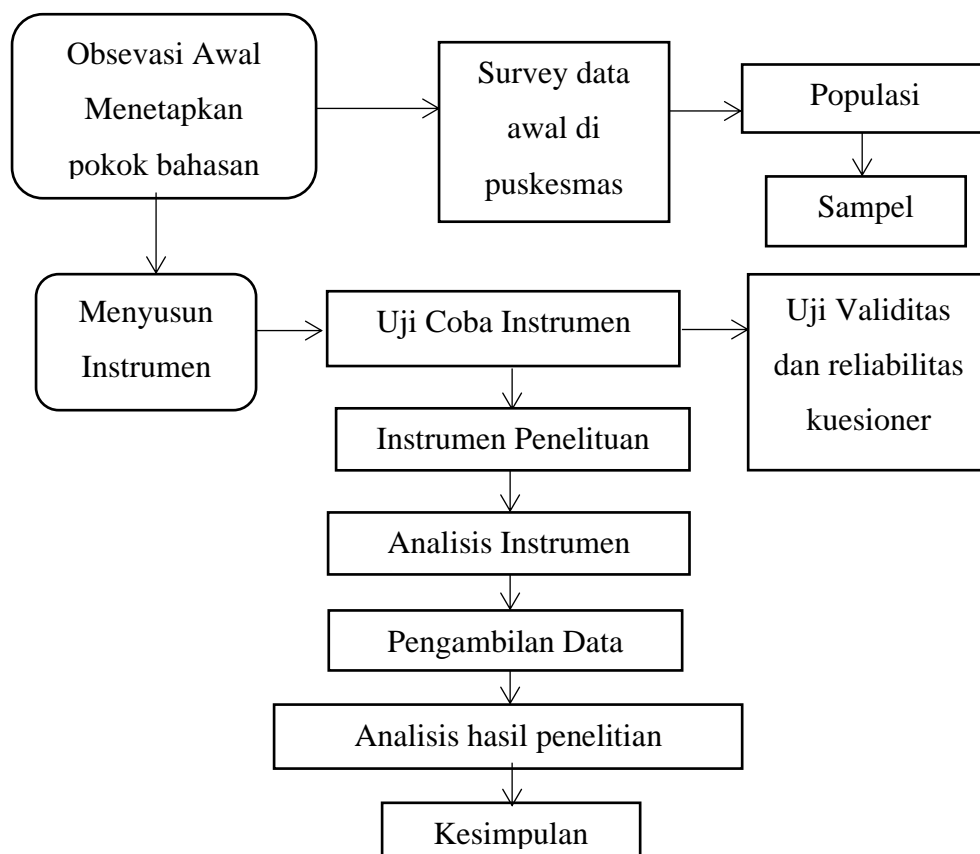 Obsevasi Awal
Menetapkan
pokok bahasan
Survey data
awal di
puskesmas
Populasi
Sampel
Menyusun
Instrumen
Uji Coba Instrumen
Uji Validitas
dan reliabilitas
kuesioner
Instrumen Penelituan
Analisis Instrumen
Pengambilan Data
Analisis hasil penelitian
Kesimpulan